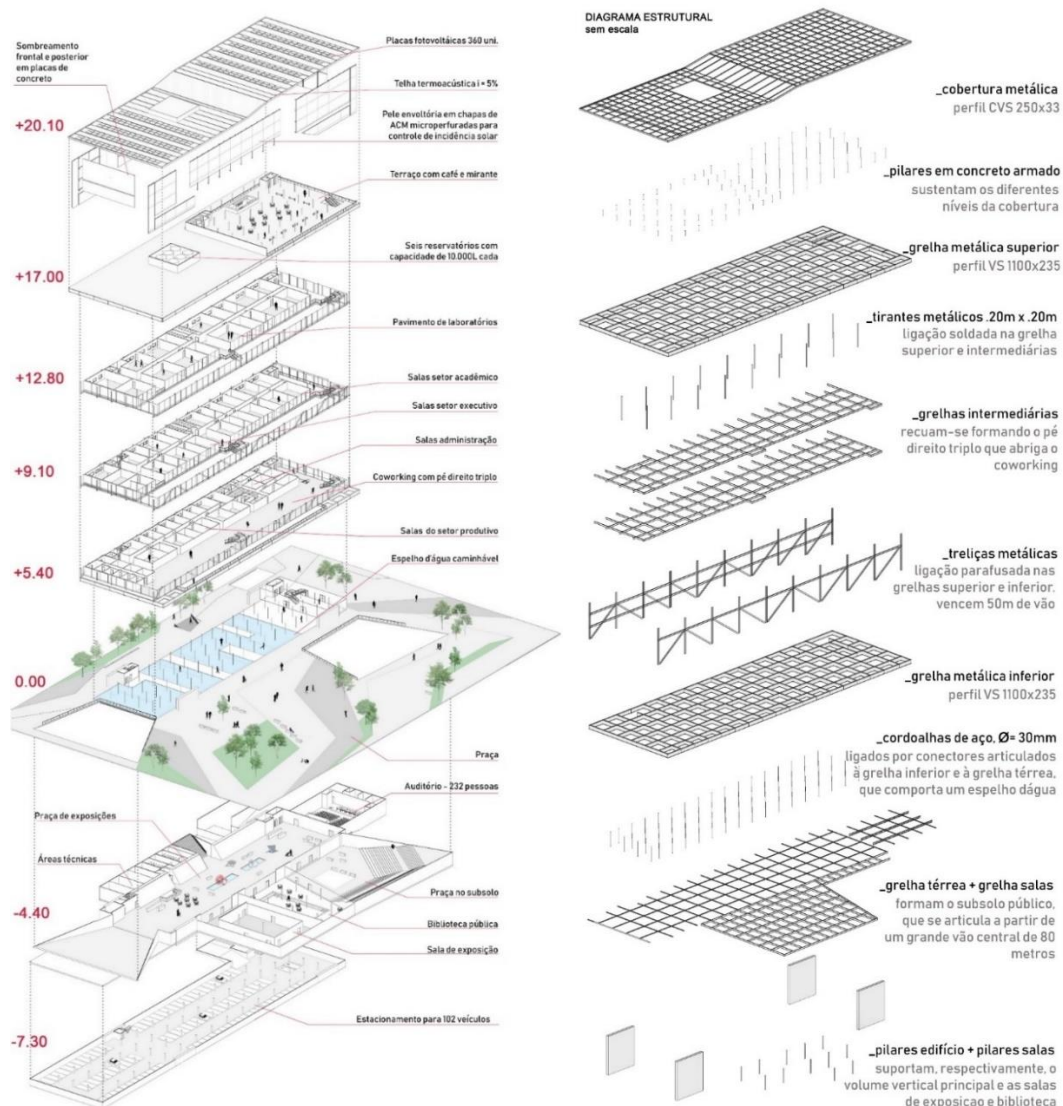 Sombreamento
frontal e posterior
em placas de
concreto
Placas fotovoltáicas 360 uni.
Telha termoacústica i = 5%
+20.10
Pele envoltória em chapas de
ACM microperfuradas para
controle de incidência solar
Terraço com café e mirante
Seis reservatórios com
capacidade de 10.000L cada
+17.00
Pavimento de laboratórios
+12.80
Salas setor acadêmico
Salas setor executivo
Salas administração
+9.10
Coworking com pé direito triplo
Salas do setor produtivo
Espelho d'água caminhável
+5.40
0.00
Praça
Auditório - 232 pessoas
Praça de exposições
Áreas técnicas
Praça no subsolo
-4.40
Biblioteca pública
Sala de exposição
Estacionamento para 102 veículos
-7.30
DIAGRAMA ESTRUTURAL
sem escala
_cobertura metálica
perfil CVS 250x33
_pilares em concreto armado
sustentam os diferentes
níveis da cobertura
_grelha metálica superior
perfil VS 1100x235
_tirantes metálicos .20m x .20m
ligação soldada na grelha
superior e intermediárias
_grelhas intermediárias
recuam-se formando o pé
direito triplo que abriga o
coworking
_treliças metálicas
ligação parafusada nas
grelhas superior e inferior.
vencem 50m de vão
_grelha metálica inferior
perfil VS 1100x235
_cordoalhas de aço, Ø= 30mm
ligados por conectores articulados
à grelha inferior e à grelha térrea,
que comporta um espelho dágua
_grelha térrea + grelha salas
formam o subsolo público,
que se articula a partir de
um grande vão central de 80
metros
_pilares edifício + pilares salas
suportam, respectivamente, o
volume vertical principal e as salas
de exposiçao e biblioteca